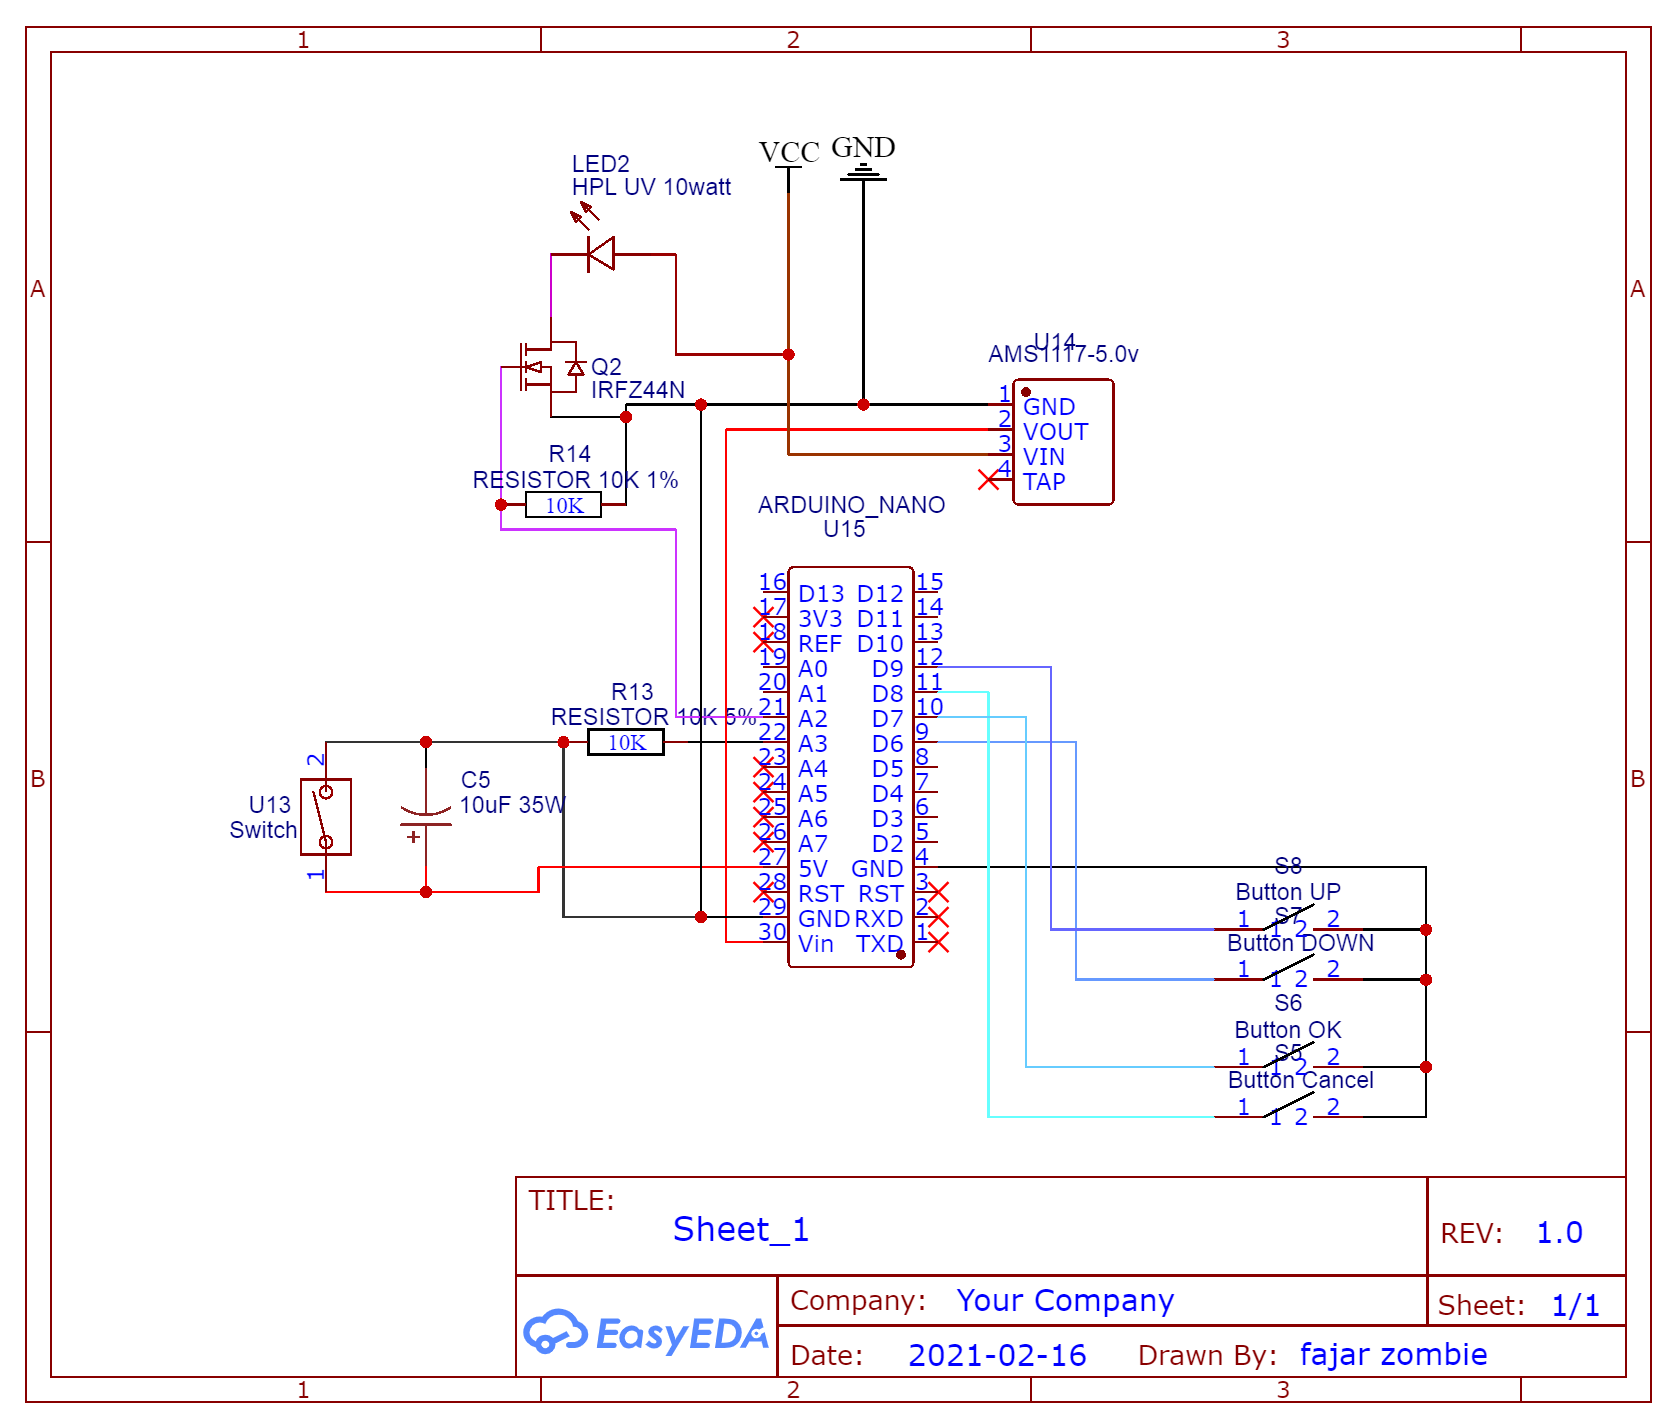 1 2 3
VCC GND
LED2
HPL UV 10watt
A A
U14
AMS1117-5.0v
Q2
IRFZ44N
1 GND
2 VOUT
3 VIN
4 TAP
R14
RESISTOR 10K 1%
10K
ARDUINO_NANO
U15
16 D13 D12 15
17 3V3 D11 14
18 REF D10 13
19 A0 D9 12
20 A1 D8 11
21 A2 D7 10
22 A3 D6 9
23 A4 D5 8
24 A5 D4 7
25 A6 D3 6
26 A7 D2 5
27 5V GND 4
28 RST RST 3
29 GND RXD 2
30 Vin TXD 1
R13
RESISTOR 10K 5%
10K
B B
2
U13
Switch
1
C5
10uF 35W
+
S8
Button UP
1 1 2 2
S7
Button DOWN
1 1 2 2
S6
Button OK
1 1 2 2
S5
Button Cancel
1 1 2 2
TITLE:
Sheet_1
REV: 1.0
EasyEDA
Company: Your Company
Sheet: 1/1
Date: 2021-02-16 Drawn By: fajar zombie
1 2 3